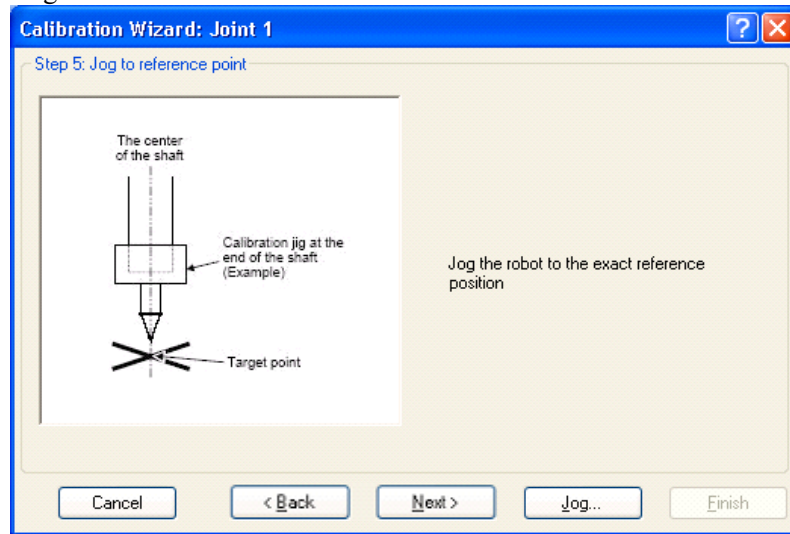 Calibration Wizard: Joint 1
Step 5: Jog to reference point
The center
of the shaft
Calibration jig at the
end of the shaft
(Example)
Target point
Jog the robot to the exact reference
position
Cancel
< Back
Next >
Jog...
Finish